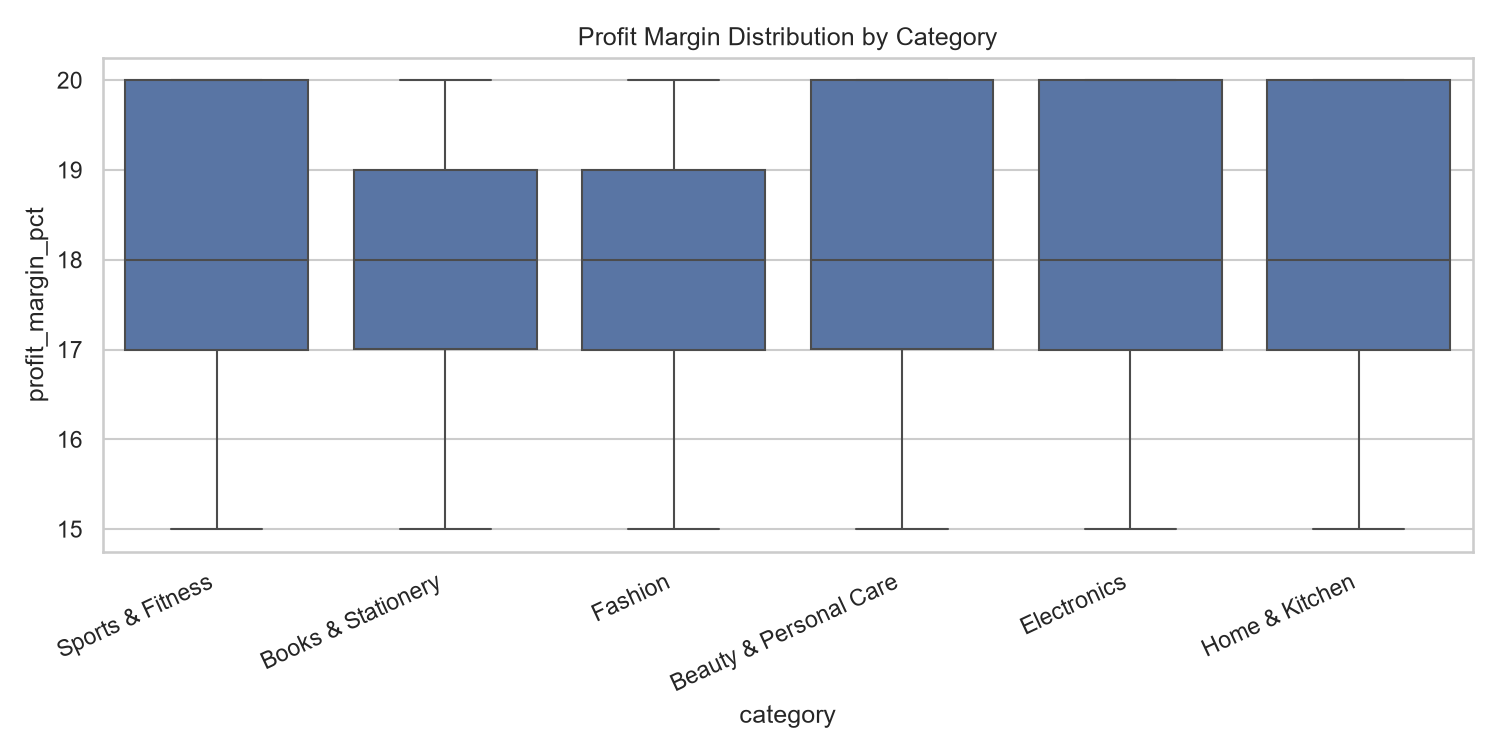 Profit Margin Distribution by Category
profit_margin_pct
20
19
18
17
16
15
Sports & Fitness
Books & Stationery
Fashion
Beauty & Personal Care
Electronics
Home & Kitchen
category